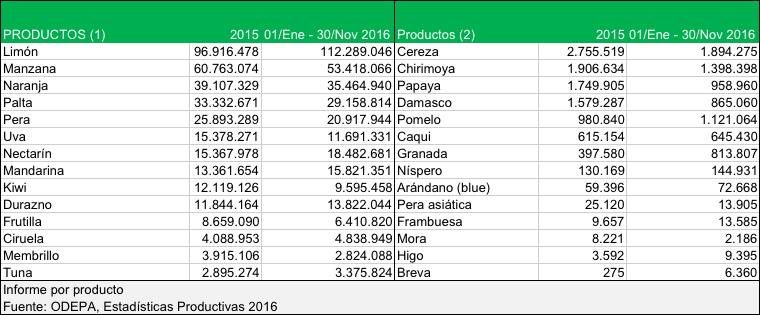 PRODUCTOS (1) 2015 01/Ene - 30/Nov 2016 Productos (2) 2015 01/Ene - 30/Nov 2016
Limón 96.916.478 112.289.046 Cereza 2.755.519 1.894.275
Manzana 60.763.074 53.418.066 Chirimoya 1.906.634 1.398.398
Naranja 39.107.329 35.464.940 Papaya 1.749.905 958.960
Palta 33.332.671 29.158.814 Damasco 1.579.287 865.060
Pera 25.893.289 20.917.944 Pomelo 980.840 1.121.064
Uva 15.378.271 11.691.331 Caqui 615.154 645.430
Nectarín 15.367.978 18.482.681 Granada 397.580 813.807
Mandarina 13.361.654 15.821.351 Níspero 130.169 144.931
Kiwi 12.119.126 9.595.458 Arándano (blue) 59.396 72.668
Durazno 11.844.164 13.822.044 Pera asiática 25.120 13.905
Frutilla 8.659.090 6.410.820 Frambuesa 9.657 13.585
Ciruela 4.088.953 4.838.949 Mora 8.221 2.186
Membrillo 3.915.106 2.824.088 Higo 3.592 9.395
Tuna 2.895.274 3.375.824 Breva 275 6.360
Informe por producto
Fuente: ODEPA, Estadísticas Productivas 2016